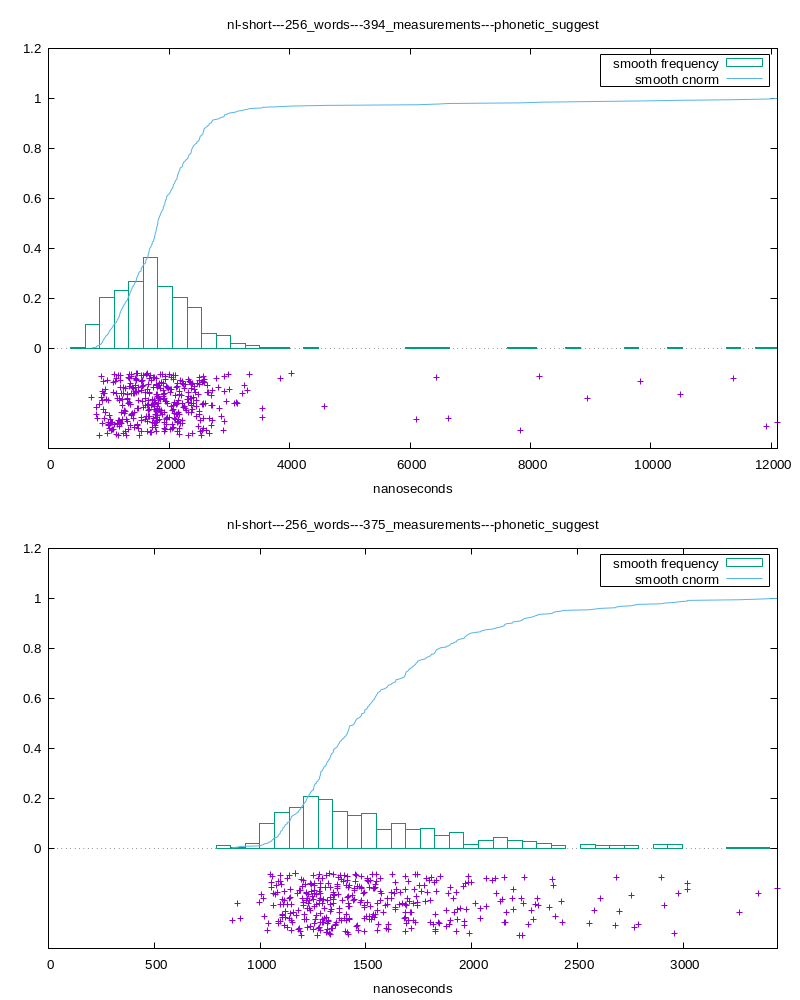 nl-short---256_words---394_measurements---phonetic_suggest
1.2
smooth frequency
smooth cnorm
1
0.8
0.6
0.4
0.2
0
0 2000 4000 6000 8000 10000 12000
nanoseconds
nl-short---256_words---375_measurements---phonetic_suggest
1.2
smooth frequency
smooth cnorm
1
0.8
0.6
0.4
0.2
0
0 500 1000 1500 2000 2500 3000
nanoseconds